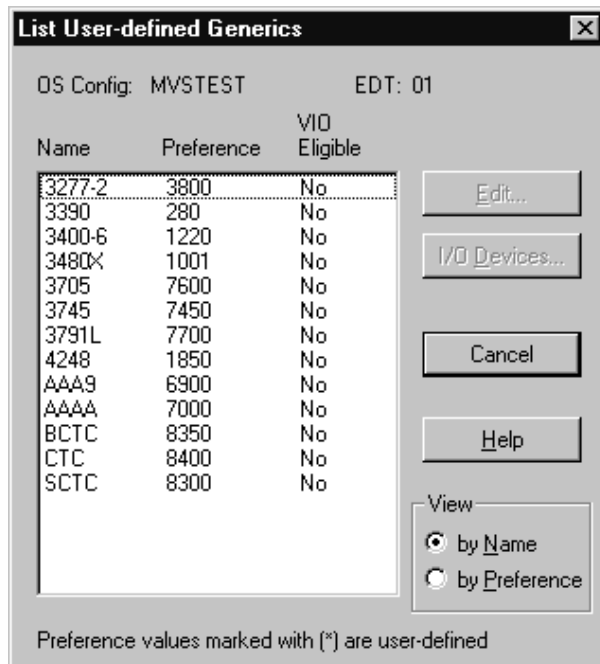 List User-defined Generics
OS Config: MVSTEST EDT: 01
VIO
Name Preference Eligible
3277-2 3800 No
3390 280 No
3400-6 1220 No
3480X 1001 No
3705 7600 No
3745 7450 No
3791L 7700 No
4248 1850 No
AAA9 6900 No
AAAA 7000 No
BCTC 8350 No
CTC 8400 No
SCTC 8300 No
Edit...
I/O Devices...
Cancel
Help
View
by Name
by Preference
Preference values marked with (*) are user-defined